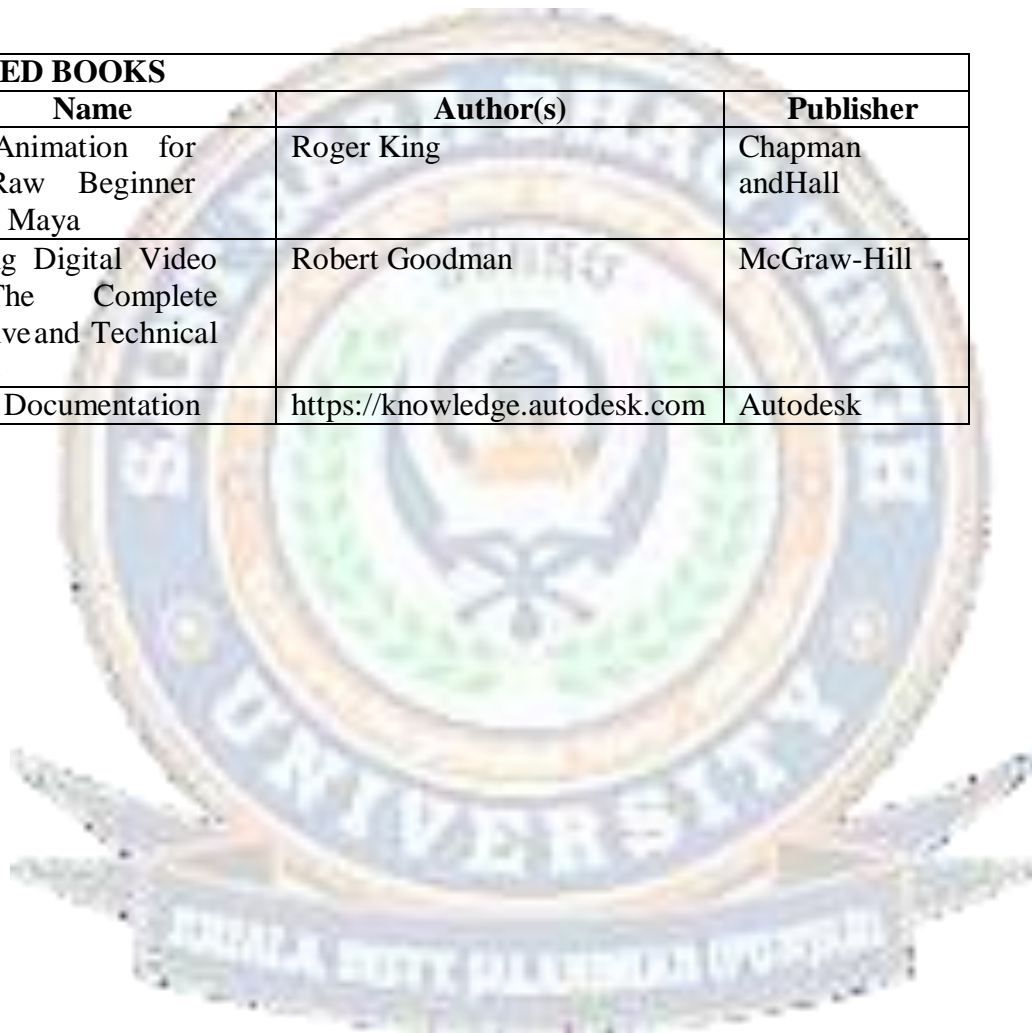 ED BOOKS
Name Author(s) Publisher
Animation for Roger King Chapman
Raw Beginner andHall
Maya
g Digital Video Robert Goodman McGraw-Hill
The Complete
ve and Technical
Documentation https://knowledge.autodesk.com Autodesk
UNIVERSITY